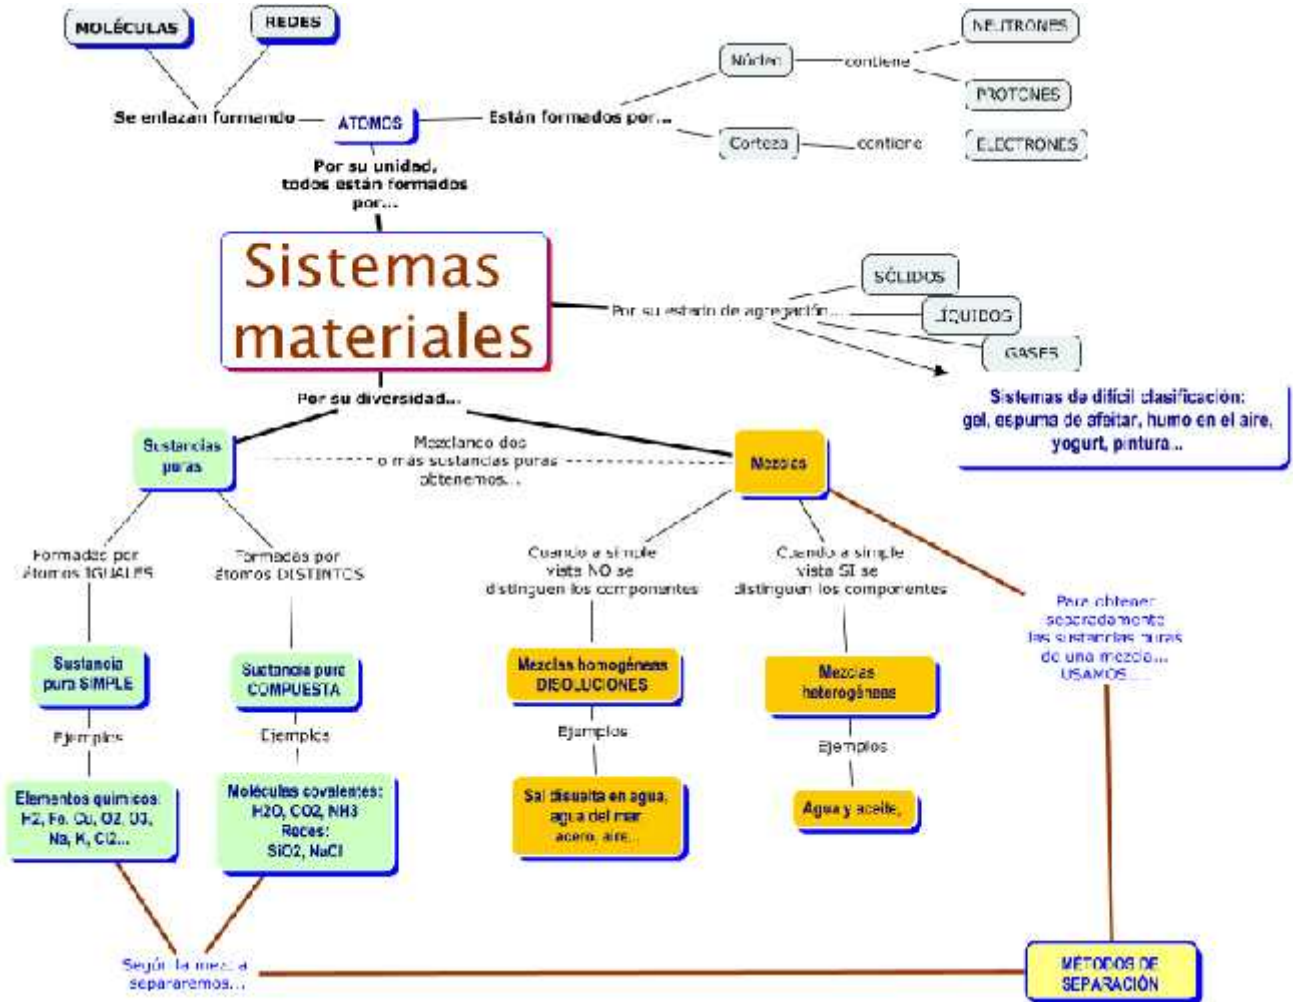 MOLÉCULAS
REDES
Se enlazan formando
ATOMOS
Están formados por...
Núcleo
contiene
NEUTRONES
PROTONES
Corteza
contiene
ELECTRONES
Por su unidad,
todos están formados
por...
Sistemas
materiales
Por su estado de agregación...
SÓLIDOS
LÍQUIDOS
GASES
Sistemas de difícil clasificación:
gel, espuma de afeitar, humo en el aire,
yogurt, pintura...
Por su diversidad...
Sustancias
puras
Mezclando dos
o más sustancias puras
obtenemos...
Mezclas
Formadas por
átomos IGUALES
Formadas por
átomos DISTINTOS
Cuando a simple
vista NO se
distinguen los componentes
Cuando a simple
vista SI se
distinguen los componentes
Para obtener
separadamente
las sustancias puras
de una mezcla...
USAMOS.....
Sustancia
pura SIMPLE
Sustancia pura
COMPUESTA
Mezclas homogéneas
DISOLUCIONES
Mezclas
heterogéneas
Ejemplos
Ejemplos
Ejemplos
Ejemplos
Elementos químicos:
H2, Fe, Cu, O2, O3,
Na, K, Cl2...
Moléculas covalentes:
H2O, CO2, NH3
Redes:
SiO2, NaCl
Sal disuelta en agua,
agua del mar
acero, aire...
Agua y aceite,
Según la mezcla
separaremos...
MÉTODOS DE
SEPARACIÓN